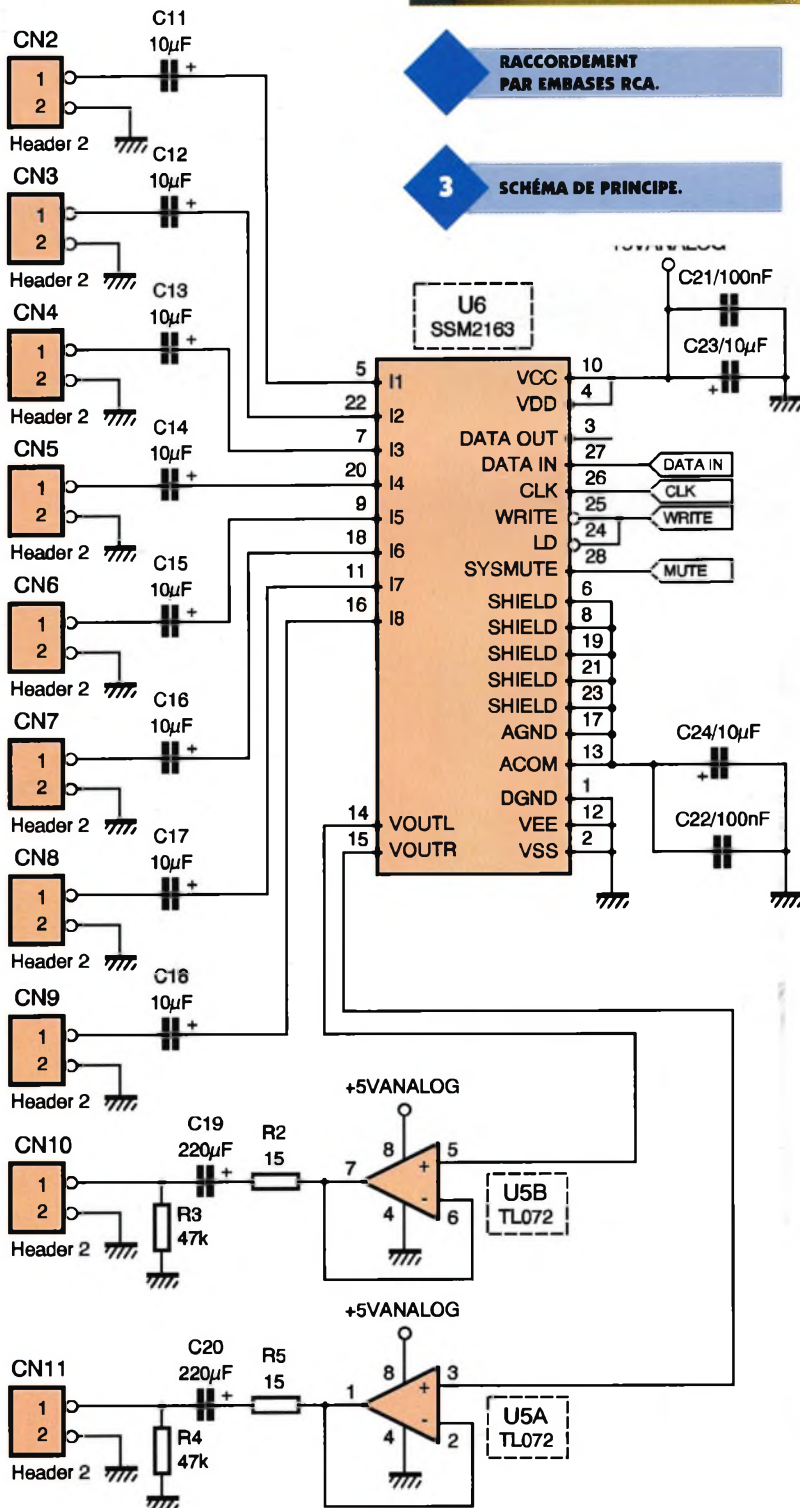 RACCORDEMENT
PAR EMBASES RCA.
3
SCHÉMA DE PRINCIPE.
CN2
1
2
Header 2
C11
10µF
+
CN3
1
2
Header 2
C12
10µF
+
CN4
1
2
Header 2
C13
10µF
+
CN5
1
2
Header 2
C14
10µF
+
CN6
1
2
Header 2
C15
10µF
+
CN7
1
2
Header 2
C16
10µF
+
CN8
1
2
Header 2
C17
10µF
+
CN9
1
2
Header 2
C18
10µF
+
U6
SSM2163
5 I1
22 I2
7 I3
20 I4
9 I5
18 I6
11 I7
16 I8
14 VOUTL
15 VOUTR
VCC 10
VDD 4
DATA OUT 3
DATA IN 27
CLK 26
WRITE 25
LD 24
SYSMUTE 28
SHIELD 6
SHIELD 8
SHIELD 19
SHIELD 21
SHIELD 23
AGND 17
ACOM 13
DGND 1
VEE 12
VSS 2
DATA IN
CLK
WRITE
MUTE
C21/100nF
C23/10µF
+
C24/10µF
+
C22/100nF
CN10
1
2
Header 2
C19
220µF
+
R2
15
R3
47k
+5VANALOG
8
7
4
+ 5
- 6
U5B
TL072
CN11
1
2
Header 2
C20
220µF
+
R5
15
R4
47k
+5VANALOG
8
1
4
+ 3
- 2
U5A
TL072